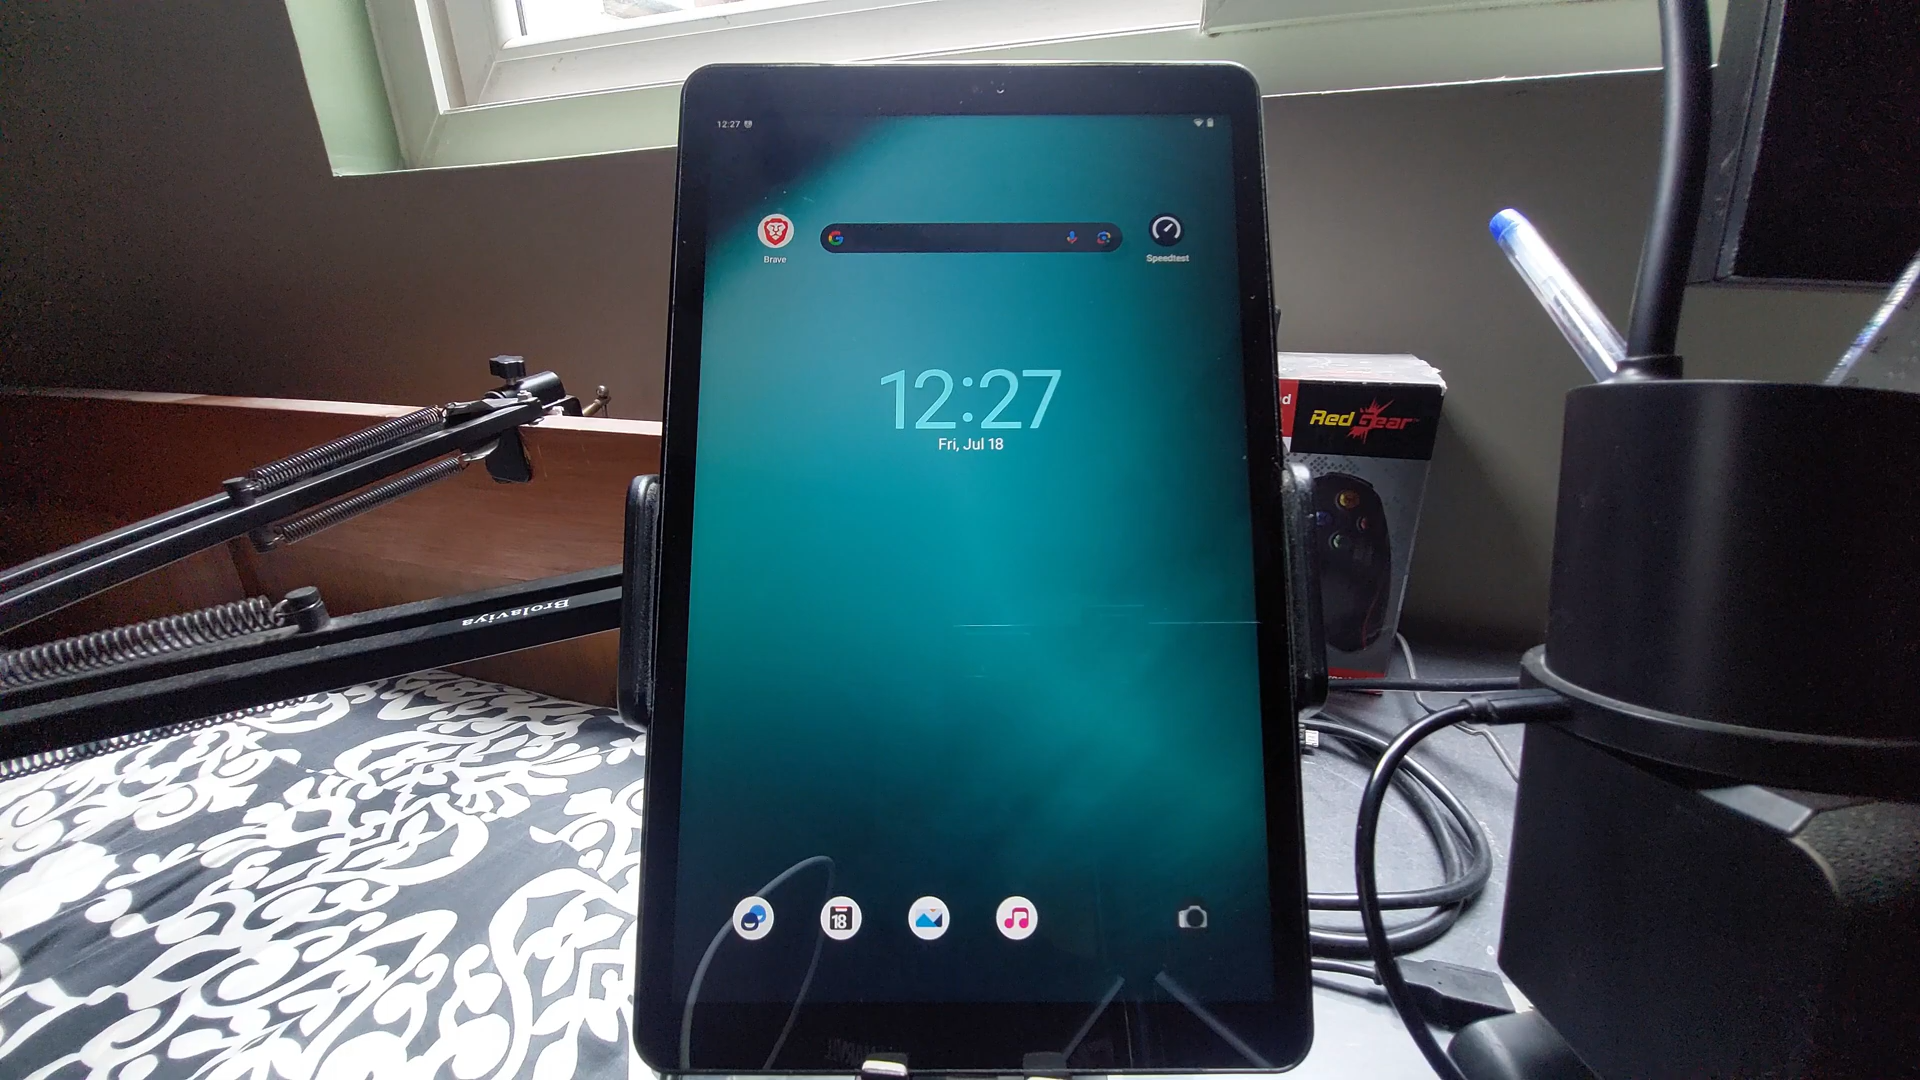 12:27
Brave
Speedtest
12:27
Fri, Jul 18
18
Red Gear
Brolaviya